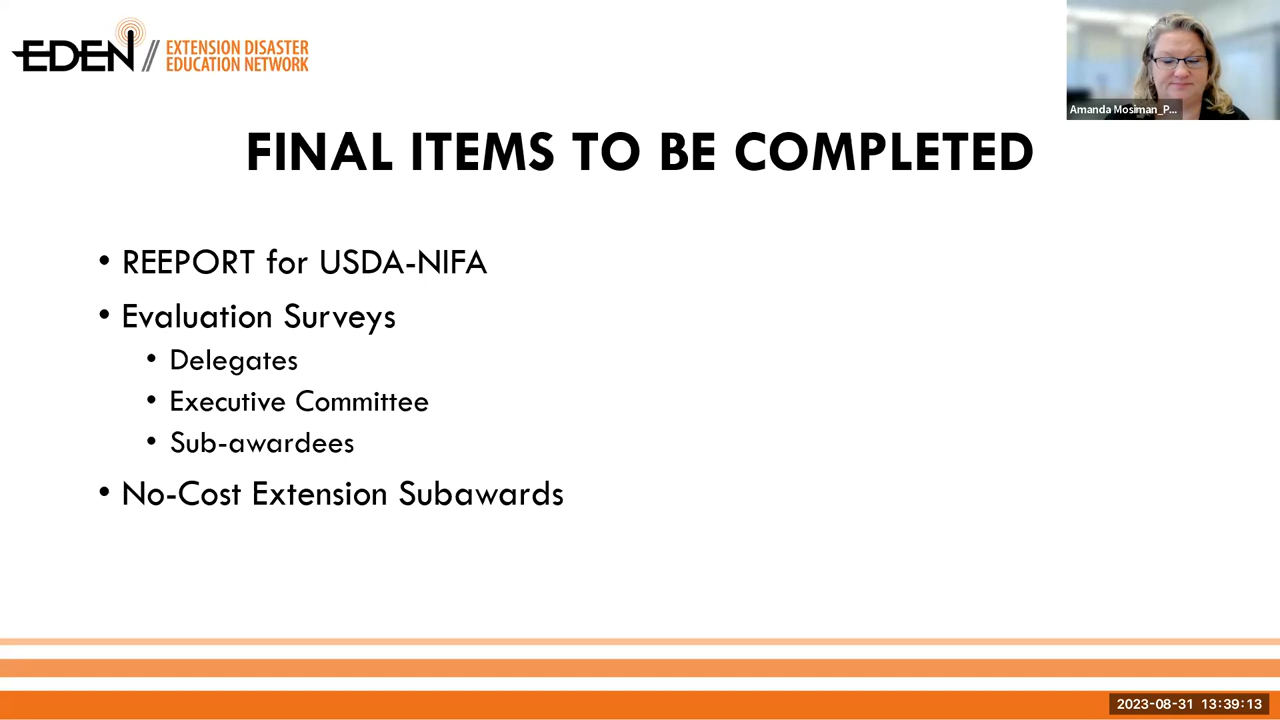 EDEN
EXTENSION DISASTER
EDUCATION NETWORK
Amanda Mosiman_P...
FINAL ITEMS TO BE COMPLETED
• REEPORT for USDA-NIFA
• Evaluation Surveys
• Delegates
• Executive Committee
• Sub-awardees
• No-Cost Extension Subawards
2023-08-31 13:39:13